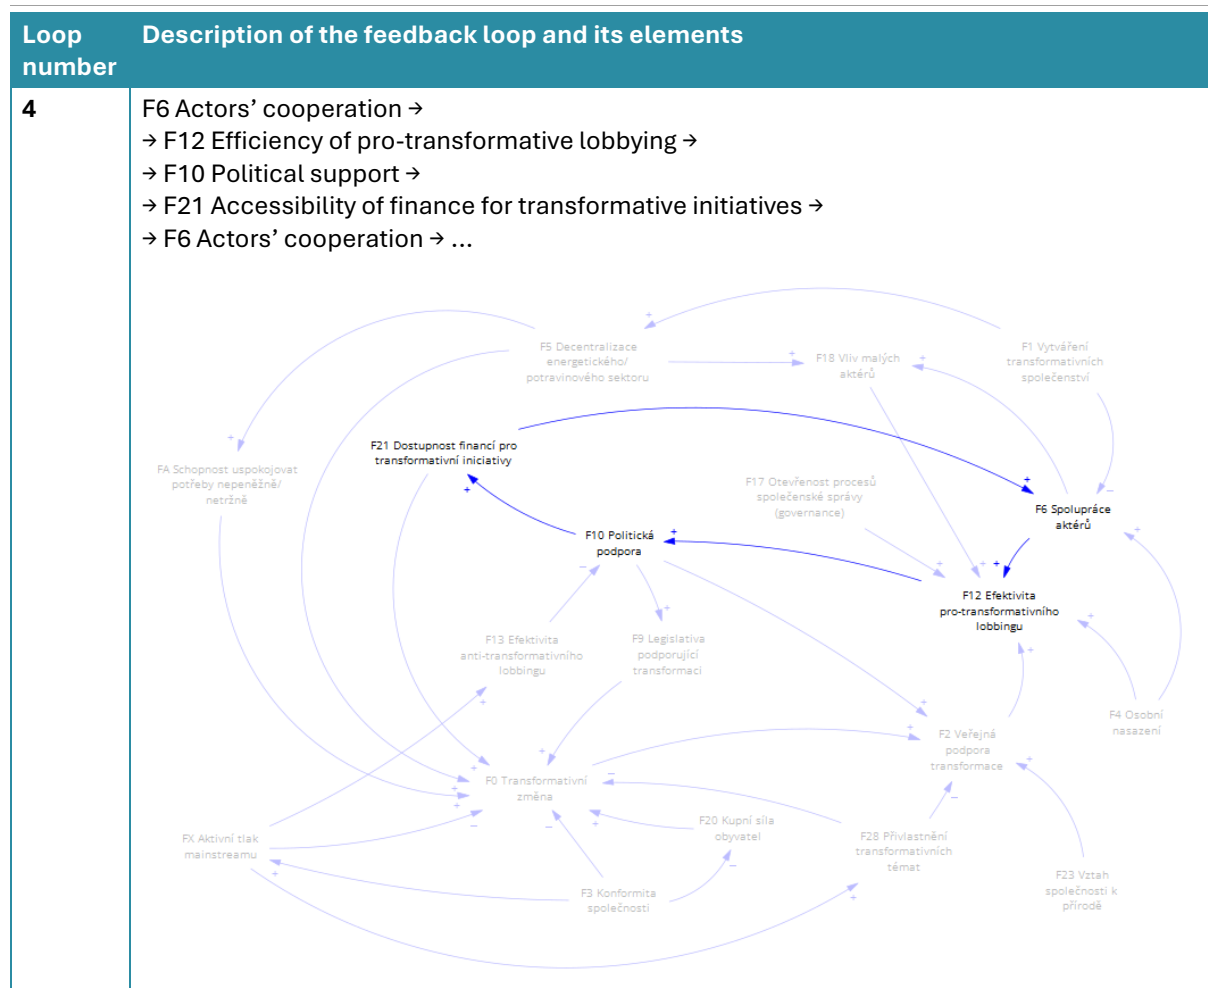 Loop number
Description of the feedback loop and its elements
4
F6 Actors’ cooperation →
→ F12 Efficiency of pro-transformative lobbying →
→ F10 Political support →
→ F21 Accessibility of finance for transformative initiatives →
→ F6 Actors’ cooperation → ...
F5 Decentralizace
energetického/
potravinového sektoru
F18 Vliv malých
aktérů
F1 Vytváření
transformativních
společenství
F21 Dostupnost financí pro
transformativní iniciativy
FA Schopnost uspokojovat
potřeby nepeněžně/
netržně
F17 Otevřenost procesů
společenské správy
(governance)
F6 Spolupráce
aktérů
F10 Politická
podpora
F12 Efektivita
pro-transformativního
lobbingu
F13 Efektivita
anti-transformativního
lobbingu
F9 Legislativa
podporující
transformaci
F4 Osobní
nasazení
F2 Veřejná
podpora
transformace
F0 Transformativní
změna
F20 Kupní síla
obyvatel
FX Aktivní tlak
mainstreamu
F28 Přivlastnění
transformativních
témat
F3 Konformita
společnosti
F23 Vztah
společnosti k
přírodě